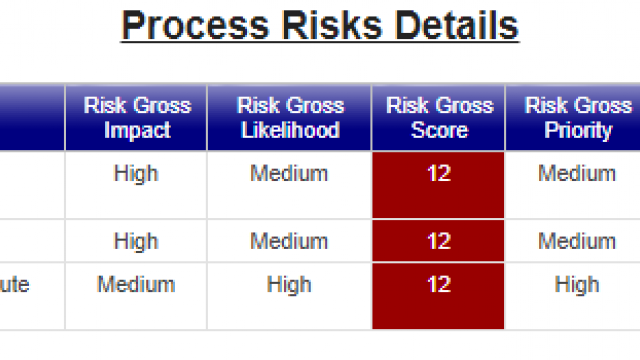 Process Risks Details
Risk Gross Impact Risk Gross Likelihood Risk Gross Score Risk Gross Priority
High Medium 12 Medium
High Medium 12 Medium
ute Medium High 12 High